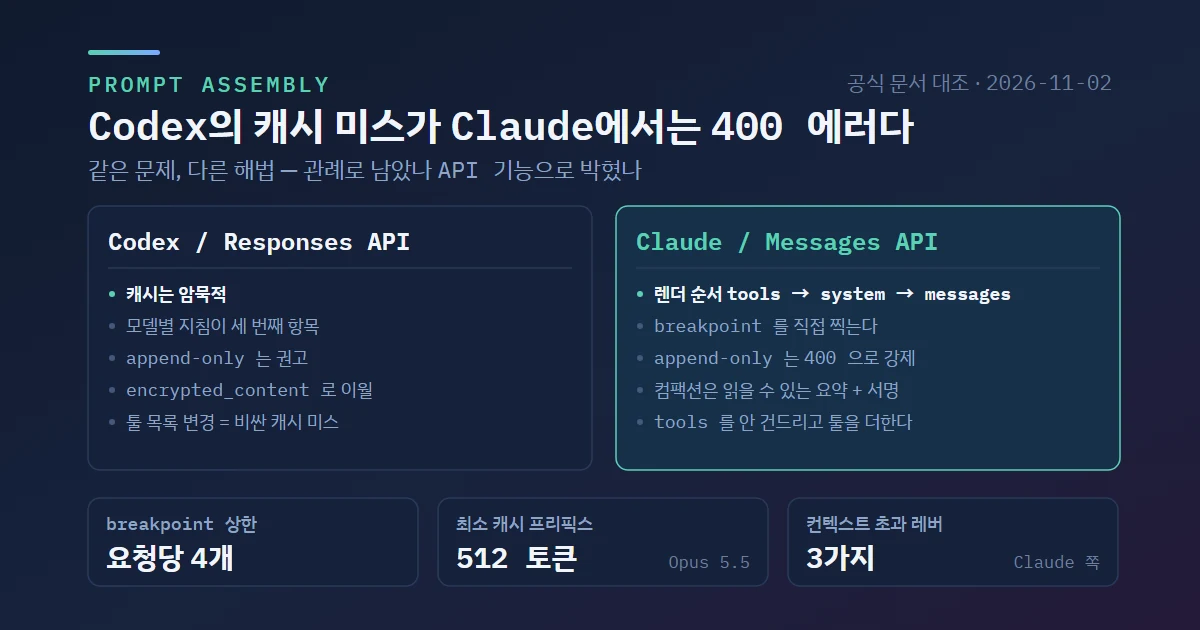 PROMPT ASSEMBLY
공식 문서 대조 · 2026-11-02
Codex의 캐시 미스가 Claude에서는 400 에러다
같은 문제, 다른 해법 — 관례로 남았나 API 기능으로 박혔나
Codex / Responses API
캐시는 암묵적
모델별 지침이 세 번째 항목
append-only 는 권고
encrypted_content 로 이월
툴 목록 변경 = 비싼 캐시 미스
Claude / Messages API
렌더 순서 tools → system → messages
breakpoint 를 직접 찍는다
append-only 는 400 으로 강제
컴팩션은 읽을 수 있는 요약 + 서명
tools 를 안 건드리고 툴을 더한다
breakpoint 상한
요청당 4개
최소 캐시 프리픽스
512 토큰
Opus 5.5
컨텍스트 초과 레버
3가지
Claude 쪽